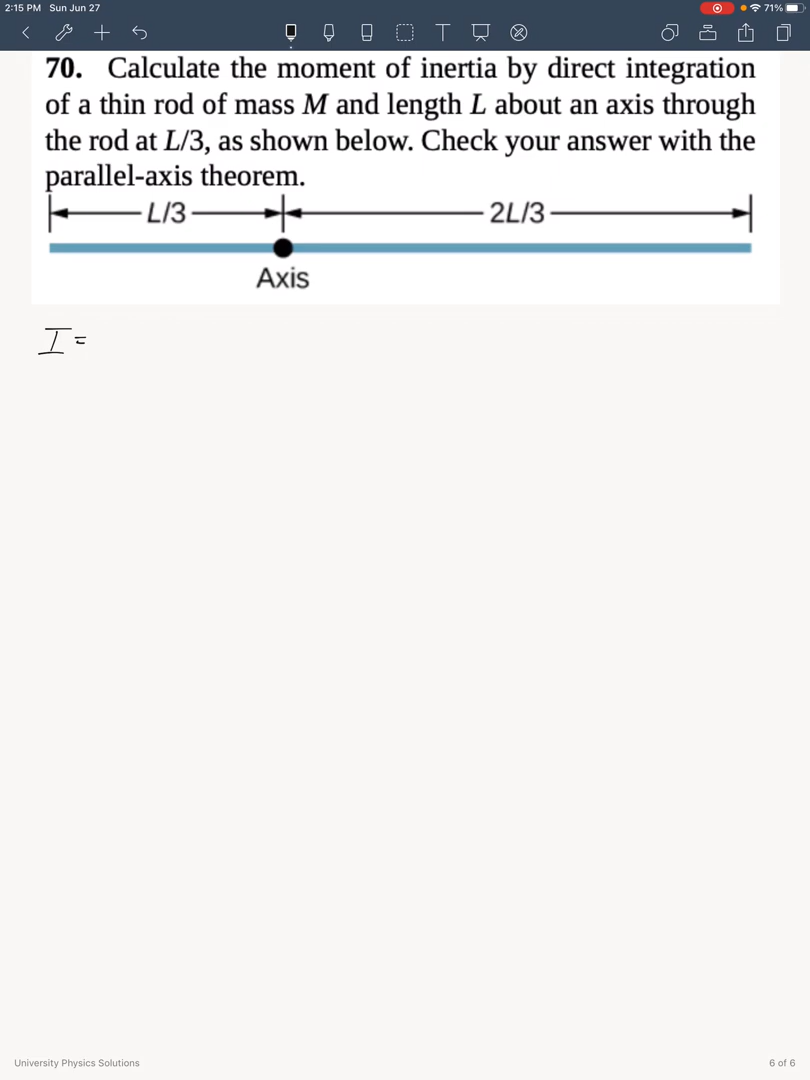 2:15 PM Sun Jun 27 71%
70. Calculate the moment of inertia by direct integration
of a thin rod of mass M and length L about an axis through
the rod at L/3, as shown below. Check your answer with the
parallel-axis theorem.
L/3 2L/3
Axis
I =
University Physics Solutions 6 of 6